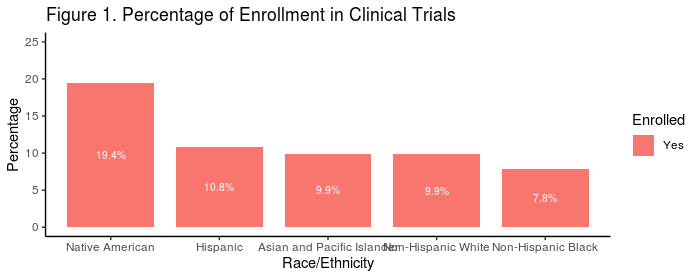 Figure 1. Percentage of Enrollment in Clinical Trials
25
20
15
10
5
0
Percentage
19.4%
10.8%
9.9%
9.9%
7.8%
Native American
Hispanic
Asian and Pacific Islander
Non-Hispanic White
Non-Hispanic Black
Race/Ethnicity
Enrolled
Yes